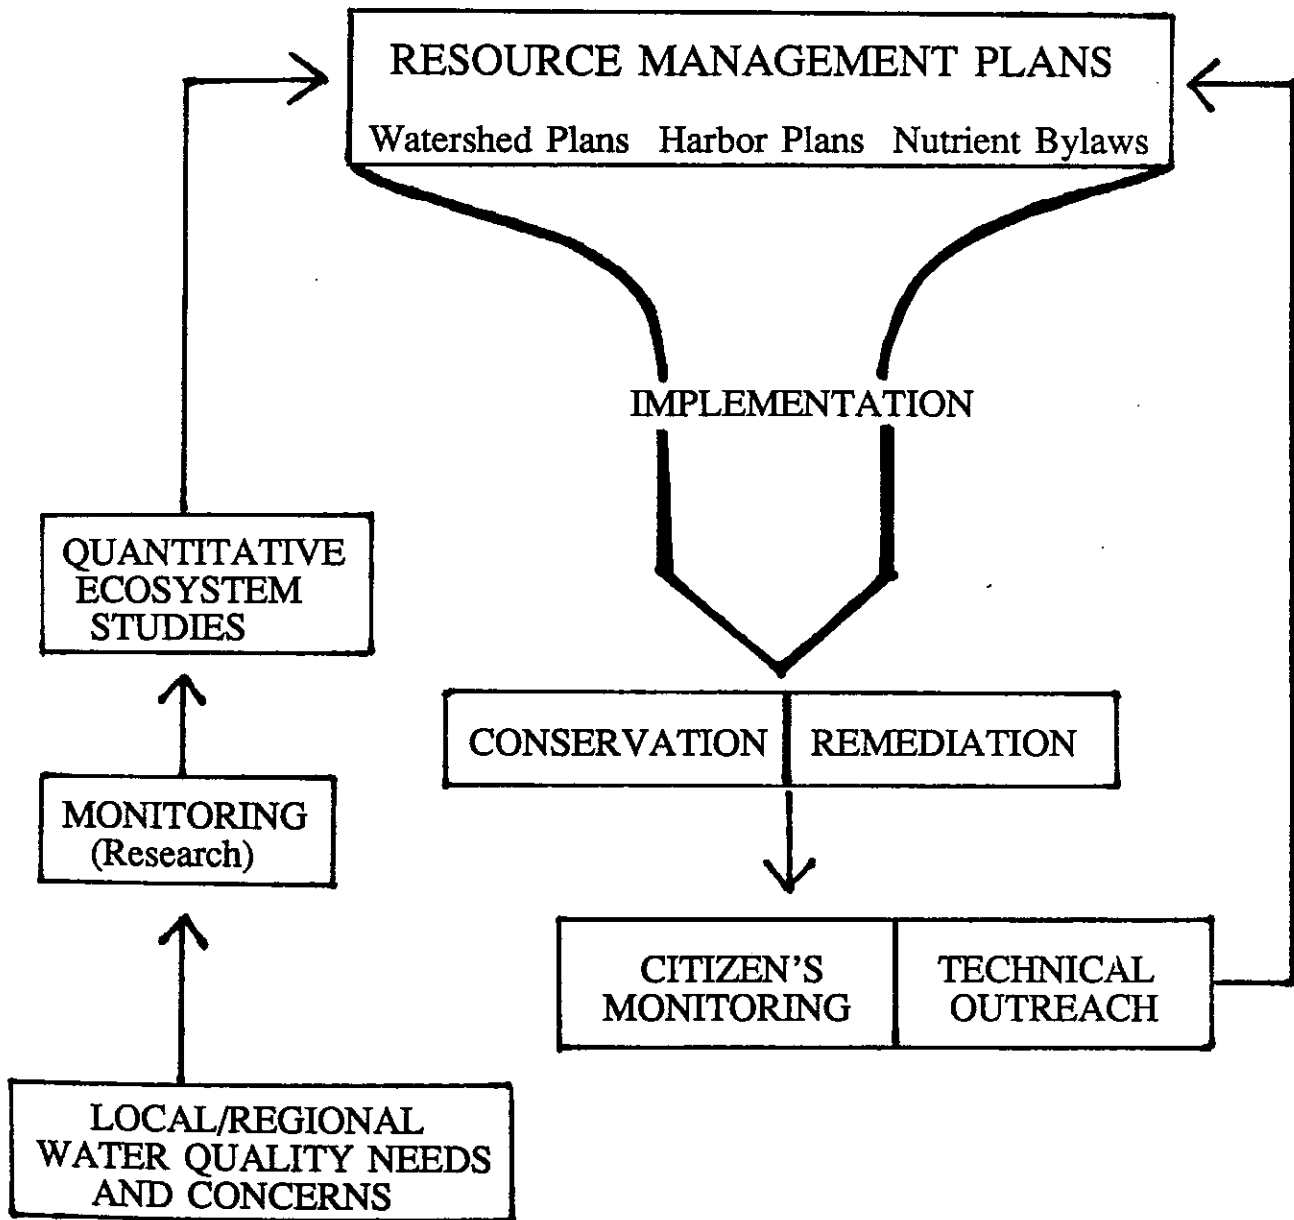 RESOURCE MANAGEMENT PLANS
Watershed Plans Harbor Plans Nutrient Bylaws
IMPLEMENTATION
QUANTITATIVE
ECOSYSTEM
STUDIES
CONSERVATION REMEDIATION
MONITORING
(Research)
CITIZEN'S
MONITORING
TECHNICAL
OUTREACH
LOCAL/REGIONAL
WATER QUALITY NEEDS
AND CONCERNS